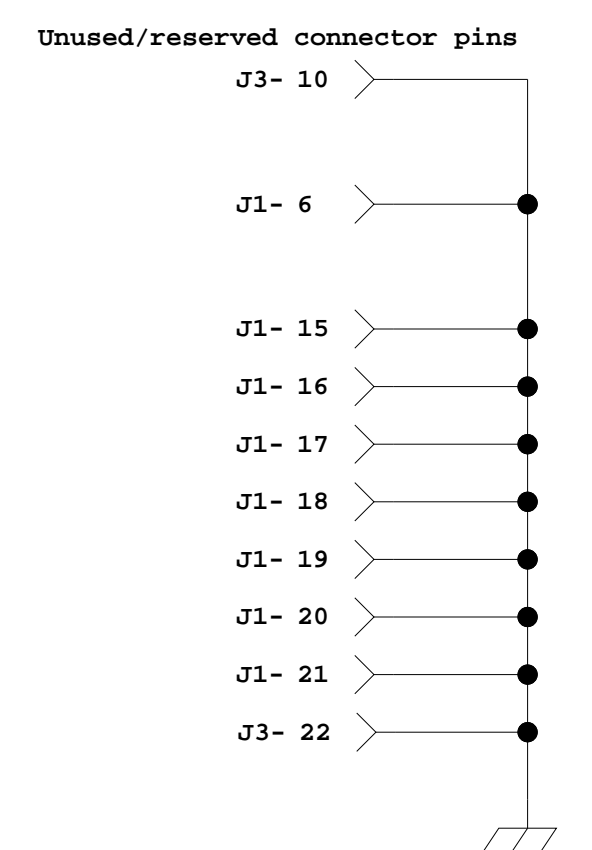 Unused/reserved connector pins
J3- 10
J1- 6
J1- 15
J1- 16
J1- 17
J1- 18
J1- 19
J1- 20
J1- 21
J3- 22